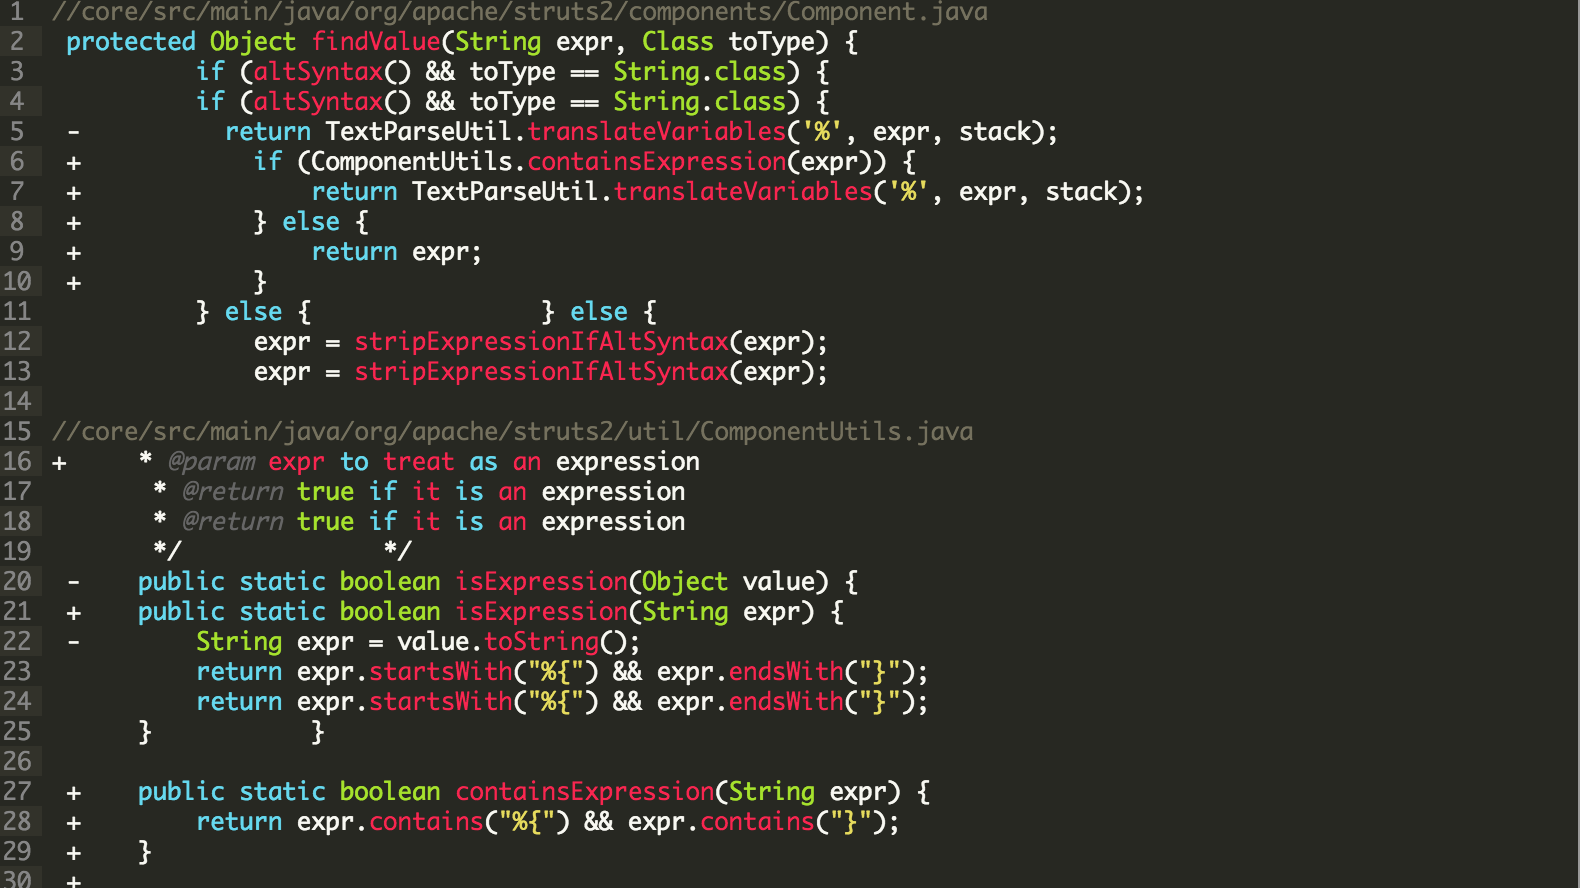 1 //core/src/main/java/org/apache/struts2/components/Component.java
2 protected Object findValue(String expr, Class toType) {
3 if (altSyntax() && toType == String.class) {
4 if (altSyntax() && toType == String.class) {
5 - return TextParseUtil.translateVariables('%', expr, stack);
6 + if (ComponentUtils.containsExpression(expr)) {
7 + return TextParseUtil.translateVariables('%', expr, stack);
8 + } else {
9 + return expr;
10 + }
11 } else { } else {
12 expr = stripExpressionIfAltSyntax(expr);
13 expr = stripExpressionIfAltSyntax(expr);
14
15 //core/src/main/java/org/apache/struts2/util/ComponentUtils.java
16 + * @param expr to treat as an expression
17 * @return true if it is an expression
18 * @return true if it is an expression
19 */ */
20 - public static boolean isExpression(Object value) {
21 + public static boolean isExpression(String expr) {
22 - String expr = value.toString();
23 return expr.startsWith("%{") && expr.endsWith("}");
24 return expr.startsWith("%{") && expr.endsWith("}");
25 } }
26
27 + public static boolean containsExpression(String expr) {
28 + return expr.contains("%{") && expr.contains("}");
29 + }
30 +